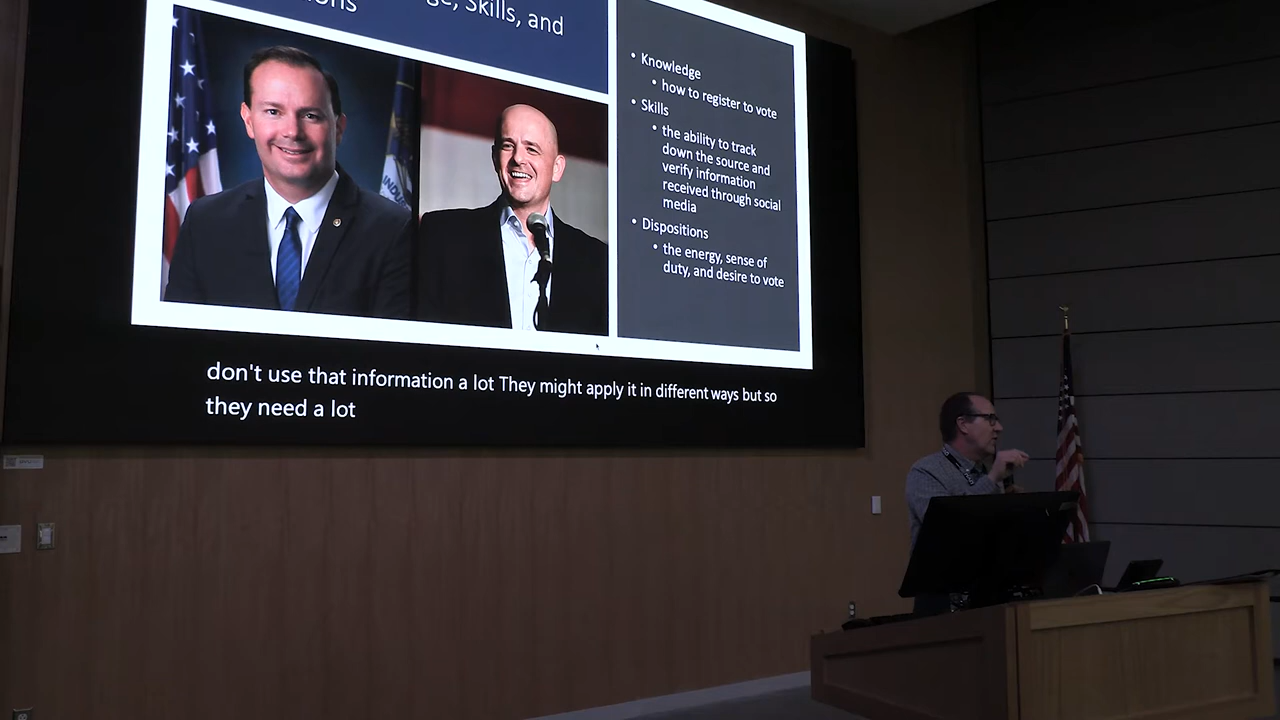 Skills, and
• Knowledge
• how to register to vote
• Skills
• the ability to track
down the source and
verify information
received through social
media
• Dispositions
• the energy, sense of
duty, and desire to vote
don't use that information a lot They might apply it in different ways but so
they need a lot